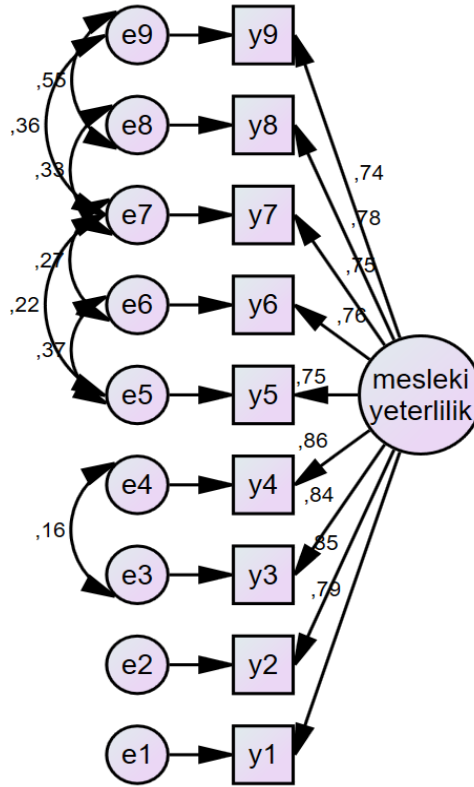 e9 y9
,55
,36
e8 y8
,33
,74
e7 y7
,78
,75
,27
,22
e6 y6
,76
,37
e5 y5
,75
mesleki
yeterlilik
,86
e4 y4
,84
,16
,85
e3 y3
,79
e2 y2
e1 y1